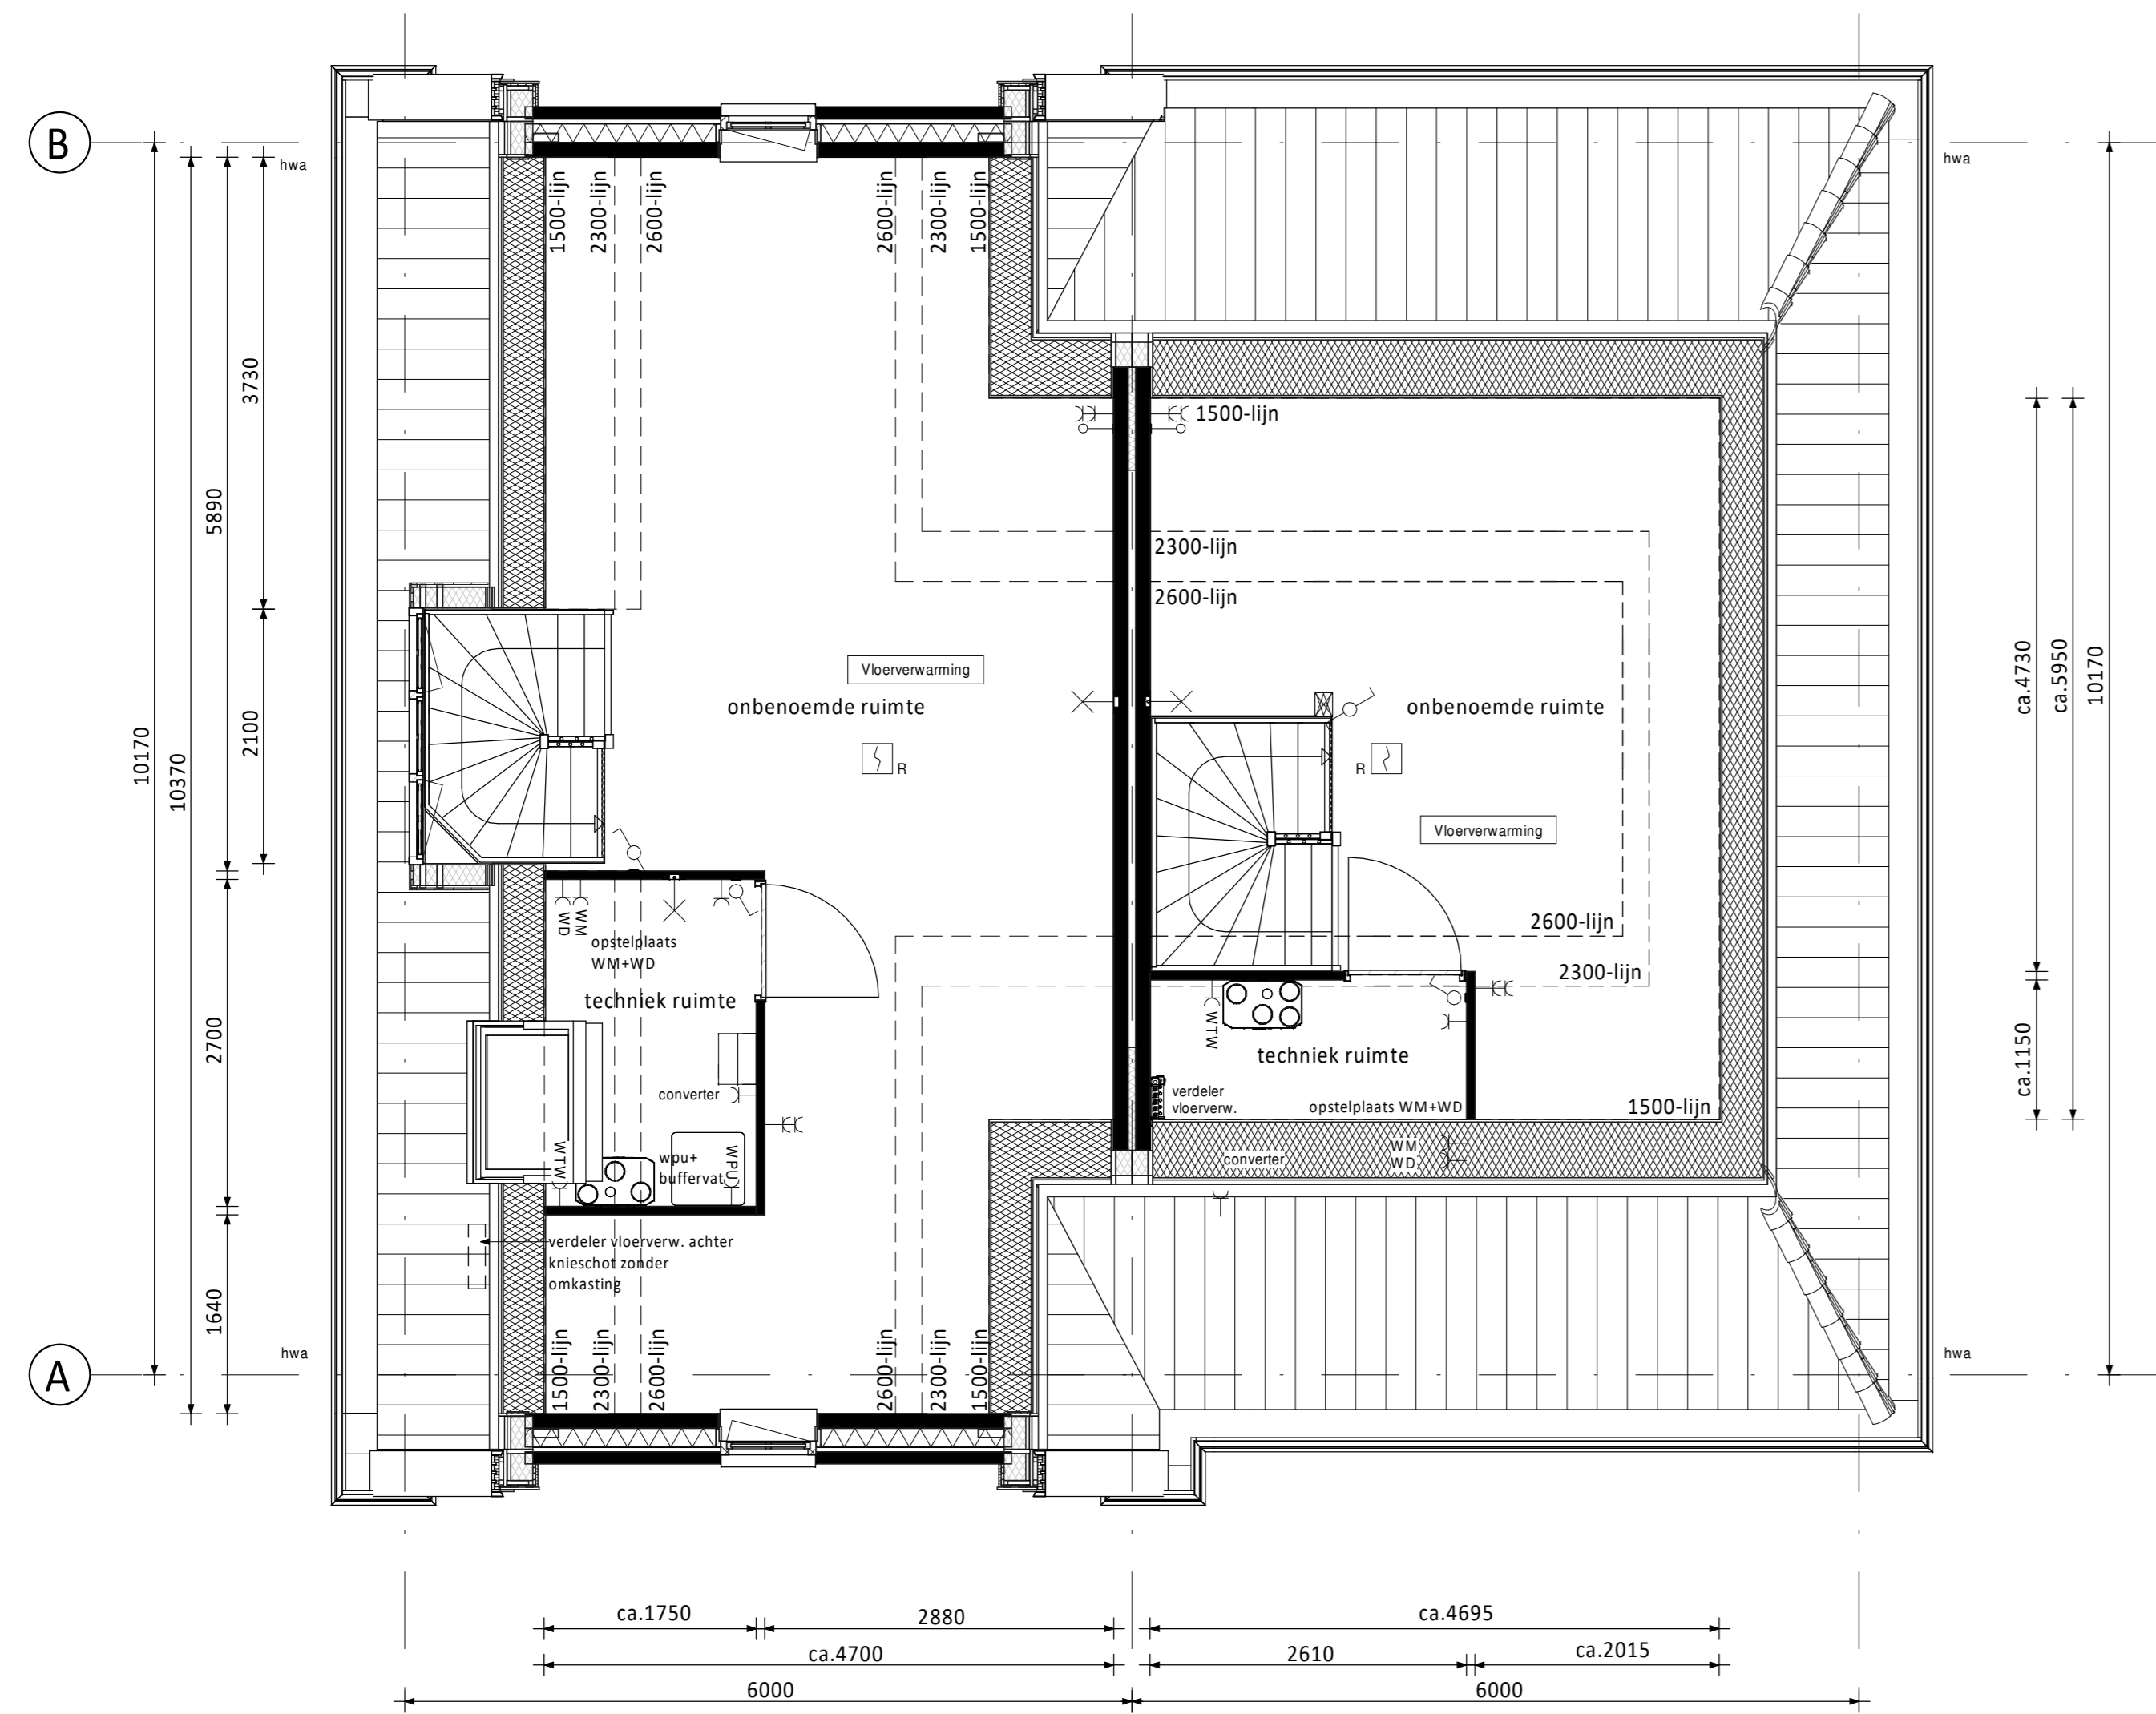 B
hwa
hwa
1500-lijn
2300-lijn
2600-lijn
2600-lijn
2300-lijn
1500-lijn
3730
5890
2100
10170
10370
2700
1640
1500-lijn
2300-lijn
2600-lijn
Vloerverwarming
onbenoemde ruimte
R
onbenoemde ruimte
R
Vloerverwarming
2600-lijn
2300-lijn
ca.4730
ca.5950
10170
ca.1150
WD
WM
opstelplaats
WM+WD
techniek ruimte
converter
WTW
wpu+
buffervat
WPU
verdeler vloerverw. achter
knieschot zonder
omkasting
WTW
techniek ruimte
verdeler
vloerverw.
opstelplaats WM+WD
1500-lijn
converter
WM
WD
hwa
hwa
A
1500-lijn
2300-lijn
2600-lijn
2600-lijn
2300-lijn
1500-lijn
ca.1750
2880
ca.4695
ca.4700
2610
ca.2015
6000
6000